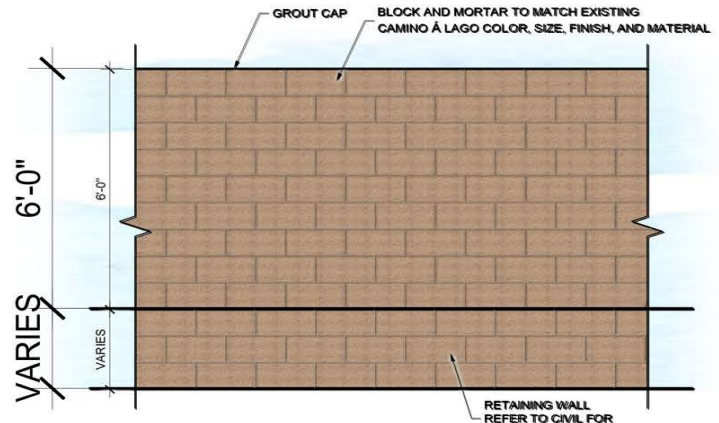 GROUT CAP
BLOCK AND MORTAR TO MATCH EXISTING
CAMINO Á LAGO COLOR, SIZE, FINISH, AND MATERIAL
6'-0"
6'-0"
VARIES
VARIES
RETAINING WALL
REFER TO CIVIL FOR